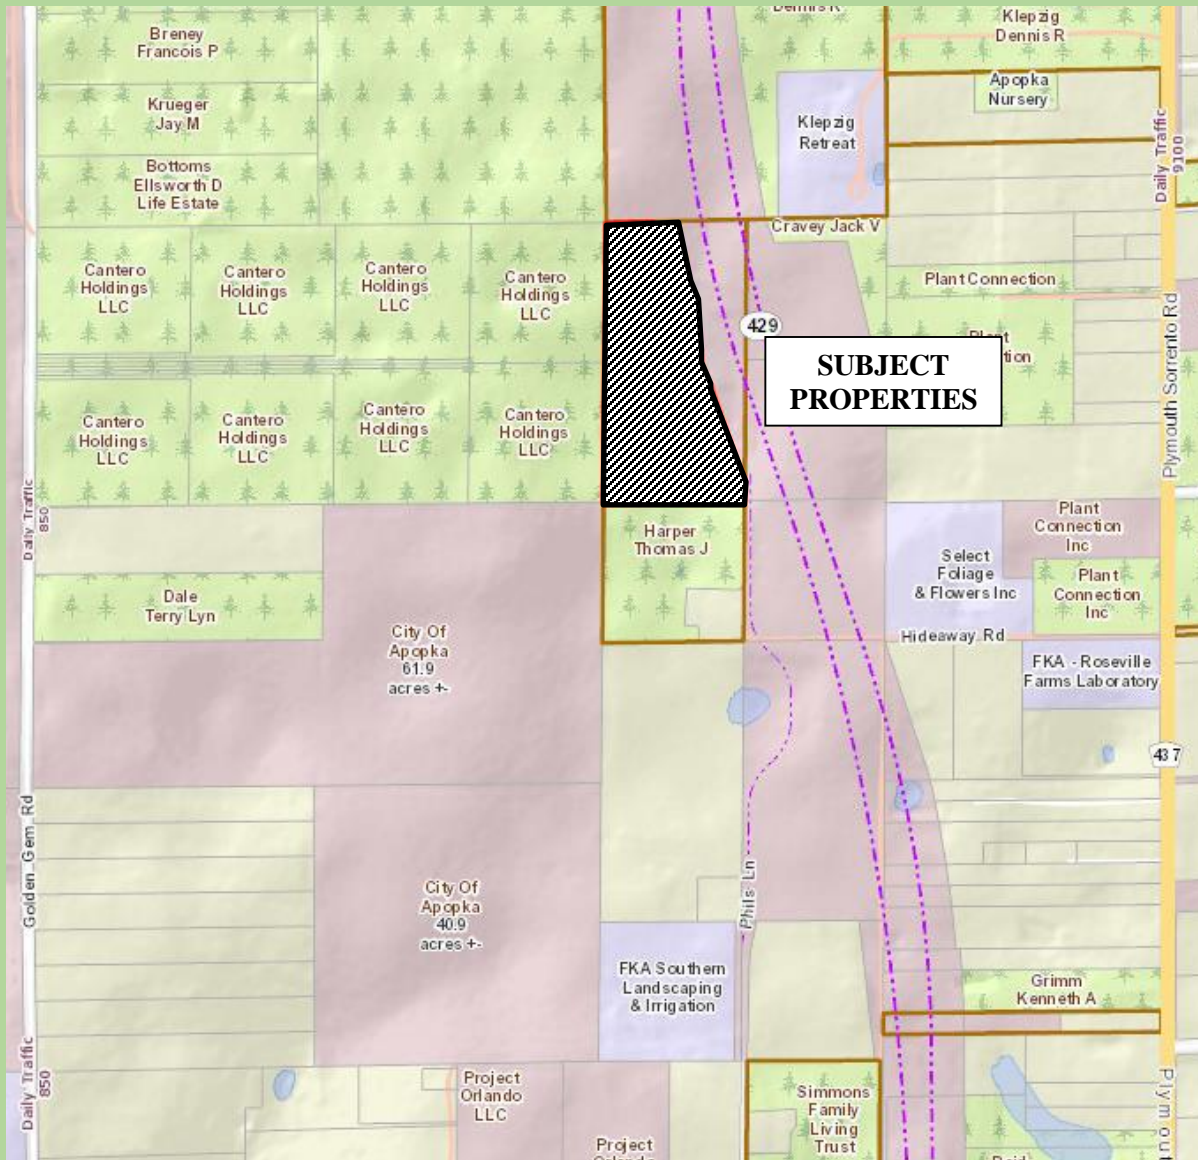 Dennis R
Klepzig
Dennis R
Breney
Francois P
Apopka
Nursery
Krueger
Jay M
Klepzig
Retreat
Daily Traffic
9100
Bottoms
Ellsworth D
Life Estate
Cravey Jack V
Cantero
Holdings
LLC
Cantero
Holdings
LLC
Cantero
Holdings
LLC
Cantero
Holdings
LLC
Plant Connection
429
Plant
tion
SUBJECT
PROPERTIES
Plymouth Sorrento Rd
Cantero
Holdings
LLC
Cantero
Holdings
LLC
Cantero
Holdings
LLC
Cantero
Holdings
LLC
Daily Traffic
850
Harper
Thomas J
Plant
Connection
Inc
Select
Foliage
& Flowers Inc
Plant
Connection
Inc
Dale
Terry Lyn
City Of
Apopka
61.9
acres +-
Hideaway Rd
FKA - Roseville
Farms Laboratory
437
Golden Gem Rd
City Of
Apopka
40.9
acres +-
Phils Ln
FKA Southern
Landscaping
& Irrigation
Grimm
Kenneth A
Daily Traffic
850
Project
Orlando
LLC
Simmons
Family
Living
Trust
Plymout
Project